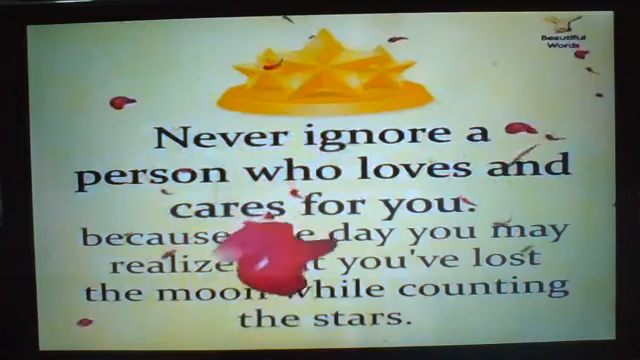 Beautiful
Words
Never ignore a
person who loves and
cares for you.
because day you may
realize you've lost
the moon while counting
the stars.